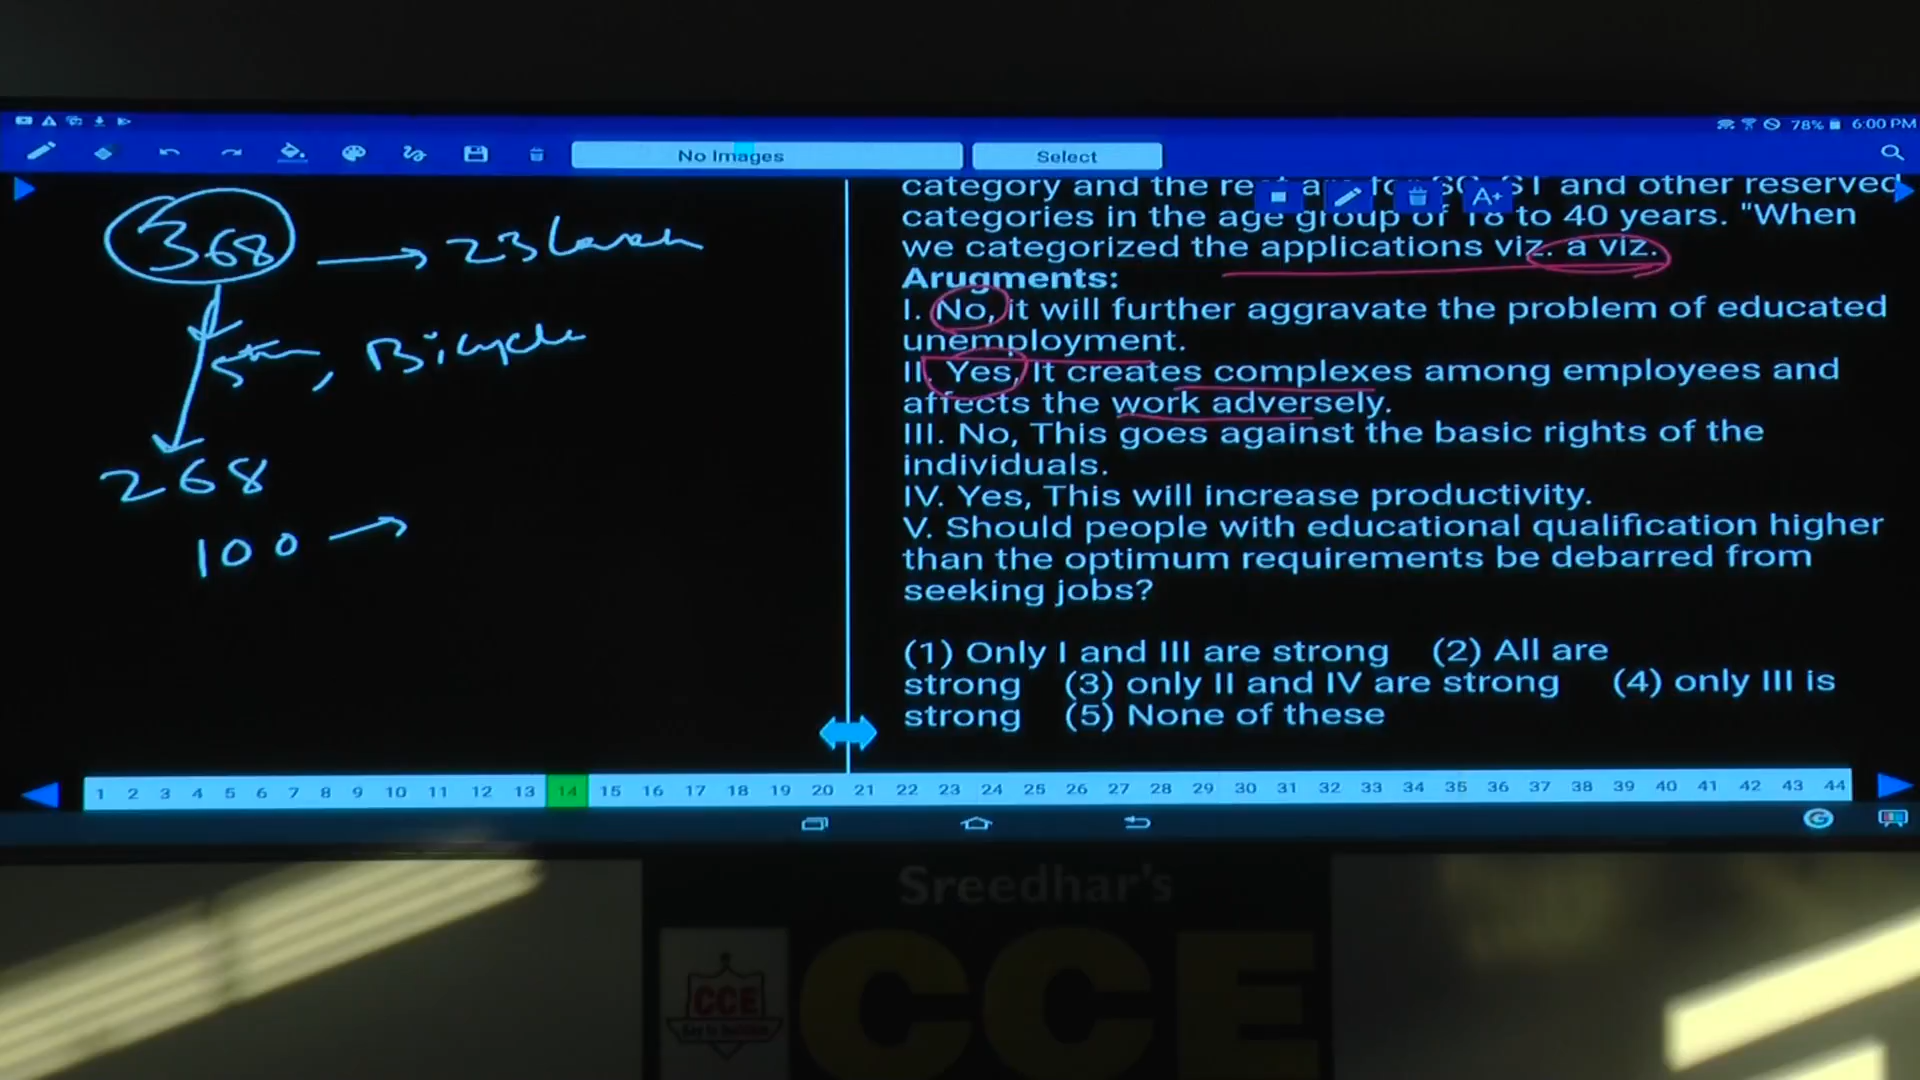 78% 6:00 PM
No Images Select
368 → 23 Laksh
, Bicycle
268
100 →
category and the re for SC, ST and other reserved
categories in the age group of 18 to 40 years. "When
we categorized the applications viz. a viz.
Arugments:
I. No, it will further aggravate the problem of educated
unemployment.
II. Yes, It creates complexes among employees and
affects the work adversely.
III. No, This goes against the basic rights of the
individuals.
IV. Yes, This will increase productivity.
V. Should people with educational qualification higher
than the optimum requirements be debarred from
seeking jobs?
(1) Only I and III are strong (2) All are
strong (3) only II and IV are strong (4) only III is
strong (5) None of these
A+
1 2 3 4 5 6 7 8 9 10 11 12 13 14 15 16 17 18 19 20 21 22 23 24 25 26 27 28 29 30 31 32 33 34 35 36 37 38 39 40 41 42 43 44
Sreedhar's
CCE
CCE